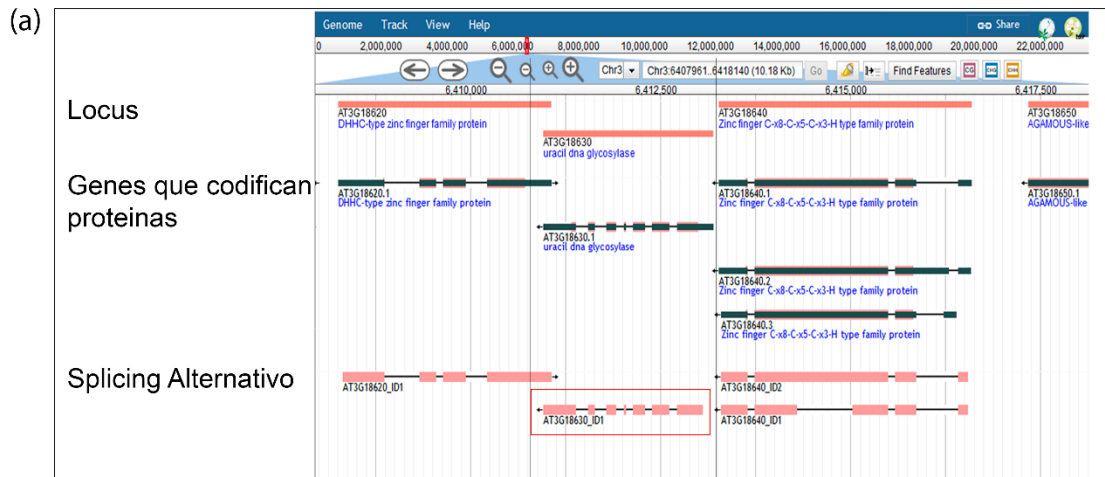 (a)
Genome Track View Help Share
0 2,000,000 4,000,000 6,000,000 8,000,000 10,000,000 12,000,000 14,000,000 16,000,000 18,000,000 20,000,000 22,000,000
Chr3 Chr3:6407961..6418140 (10.18 Kb) Go Find Features CG CHG CHH
6,410,000 6,412,500 6,415,000 6,417,500
Locus
AT3G18620 AT3G18640 AT3G18650
DHHC-type zinc finger family protein Zinc finger C-x8-C-x5-C-x3-H type family protein AGAMOUS-like
AT3G18630
uracil dna glycosylase
Genes que codifican
proteinas
AT3G18620.1 AT3G18640.1 AT3G18650.1
DHHC-type zinc finger family protein Zinc finger C-x8-C-x5-C-x3-H type family protein AGAMOUS-like
AT3G18630.1
uracil dna glycosylase
AT3G18640.2
Zinc finger C-x8-C-x5-C-x3-H type family protein
AT3G18640.3
Zinc finger C-x8-C-x5-C-x3-H type family protein
Splicing Alternativo
AT3G18620_ID1 AT3G18640_ID2
AT3G18630_ID1 AT3G18640_ID1